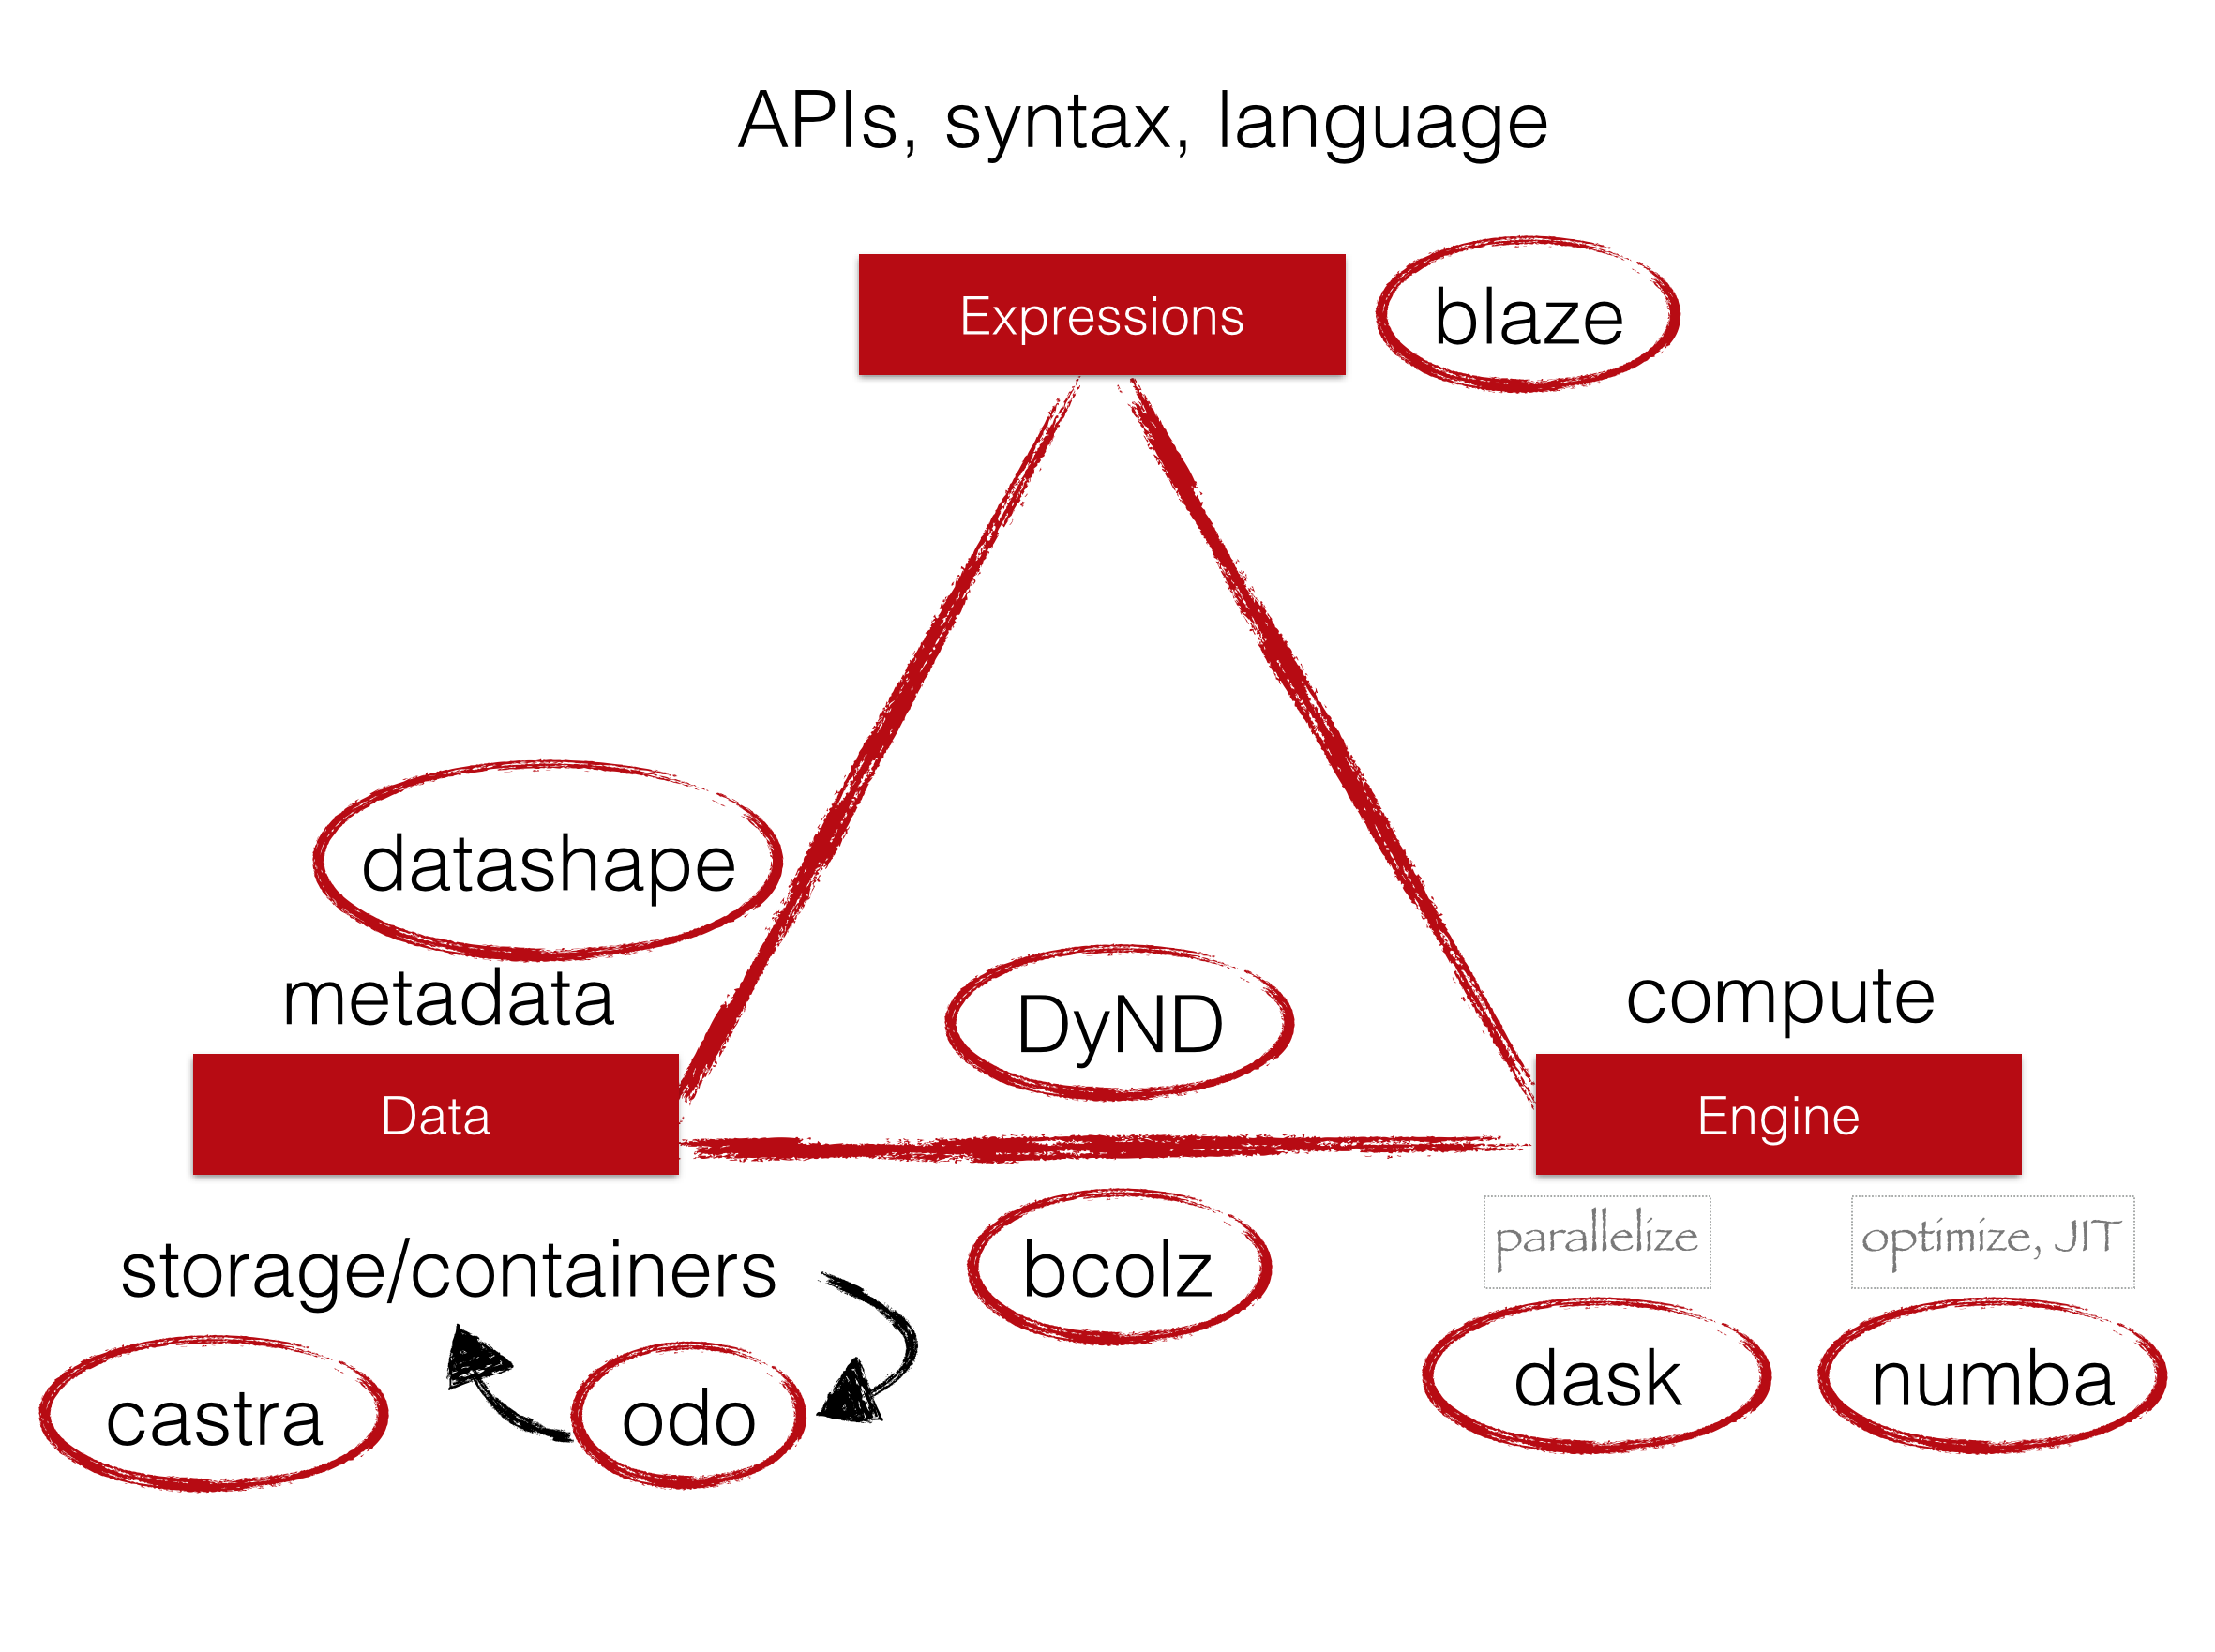 APIs, syntax, language
Expressions
blaze
datashape
metadata
DyND
compute
Data
Engine
storage/containers
bcolz
parallelize
optimize, JIT
castra
odo
dask
numba